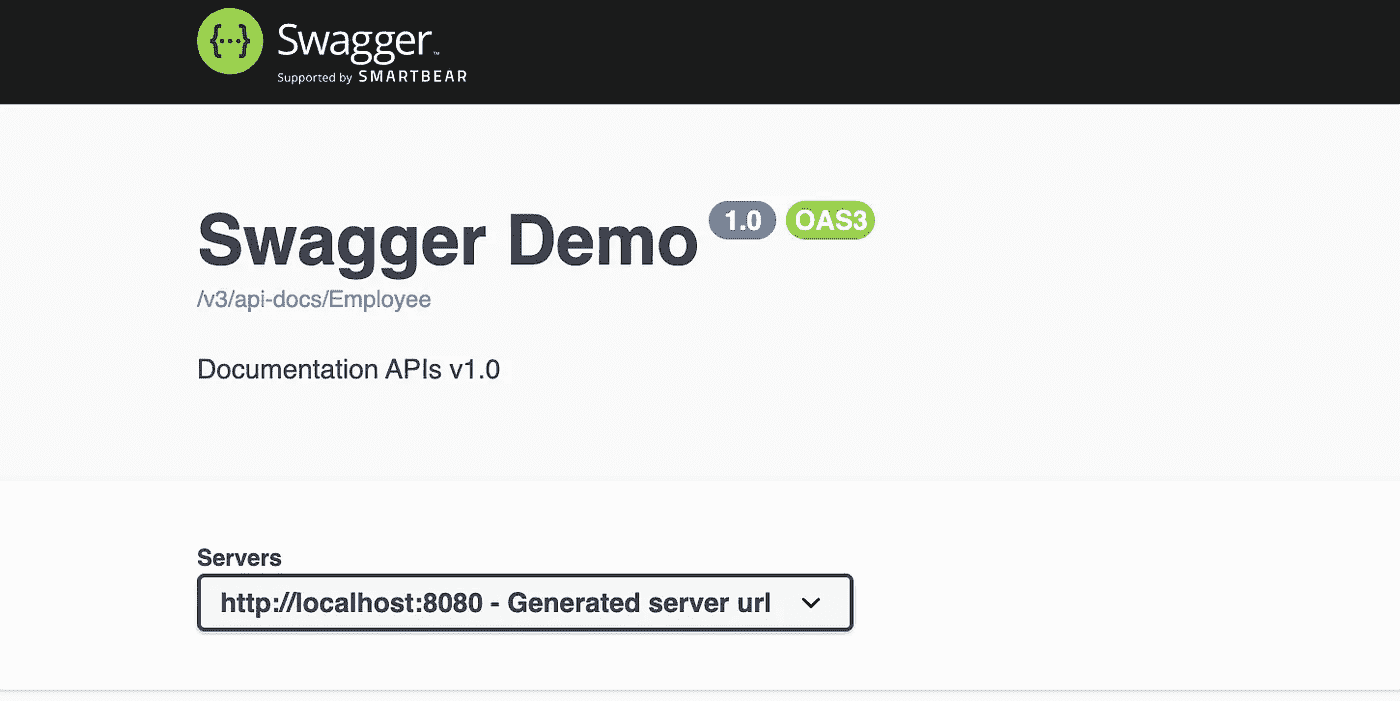 {···} Swagger™
Supported by SMARTBEAR
Swagger Demo 1.0 OAS3
/v3/api-docs/Employee
Documentation APIs v1.0
Servers
http://localhost:8080 - Generated server url